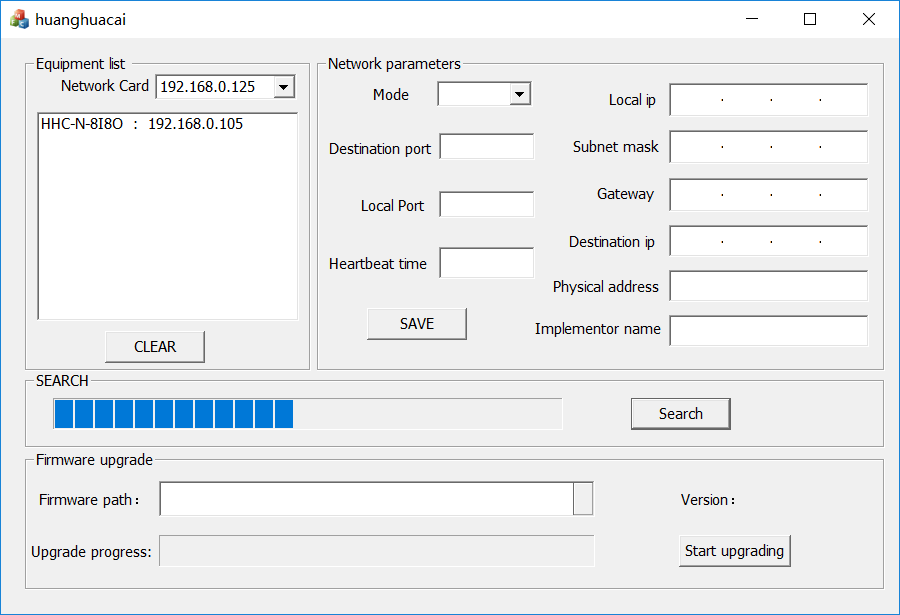 huanghuacai
Equipment list
Network Card 192.168.0.125
HHC-N-8I8O : 192.168.0.105
CLEAR
Network parameters
Mode
Destination port
Local Port
Heartbeat time
SAVE
Local ip . . .
Subnet mask . . .
Gateway . . .
Destination ip . . .
Physical address
Implementor name
SEARCH
Search
Firmware upgrade
Firmware path：
Version：
Upgrade progress:
Start upgrading